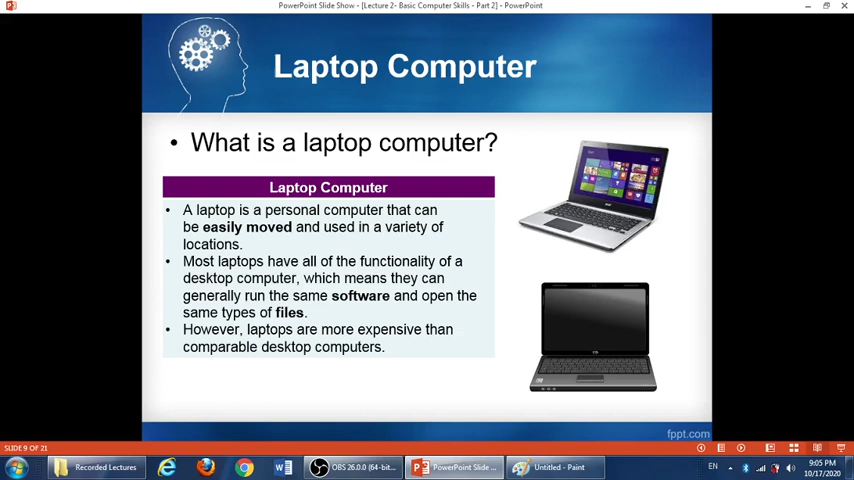 PowerPoint Slide Show - [Lecture 2- Basic Computer Skills - Part 2] - PowerPoint
Laptop Computer
• What is a laptop computer?
Laptop Computer
• A laptop is a personal computer that can
be easily moved and used in a variety of
locations.
• Most laptops have all of the functionality of a
desktop computer, which means they can
generally run the same software and open the
same types of files.
• However, laptops are more expensive than
comparable desktop computers.
fppt.com
SLIDE 9 OF 21
Recorded Lectures
OBS 26.0.0 (64-bit...
PowerPoint Slide ...
Untitled - Paint
EN
9:05 PM
10/17/2020